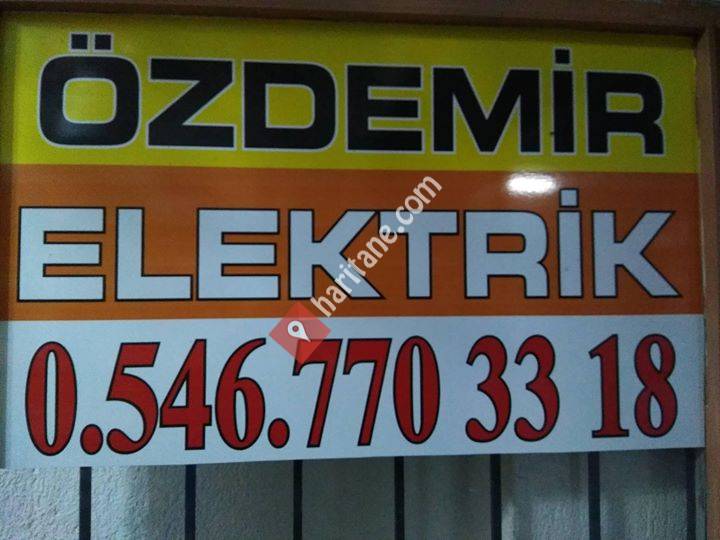 ÖZDEMİR
ELEKTRİK
haritane.com
0.546.770 33 18